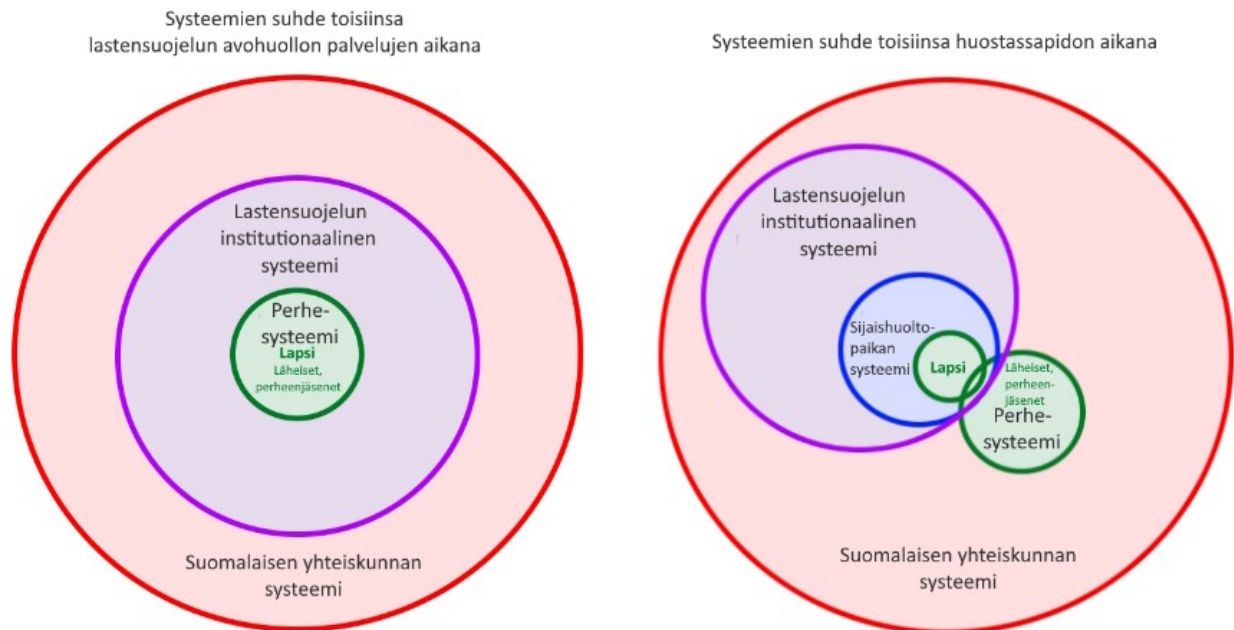 Systeemien suhde toisiinsa
lastensuojelun avohuollon palvelujen aikana
Lastensuojelun
institutionaalinen
systeemi
Perhe-
systeemi
Lapsi
Läheiset,
perheenjäsenet
Suomalaisen yhteiskunnan
systeemi
Systeemien suhde toisiinsa huostassapidon aikana
Lastensuojelun
institutionaalinen
systeemi
Sijaishuolto-
paikan
systeemi
Lapsi
Läheiset,
perheen-
jäsenet
Perhe-
systeemi
Suomalaisen yhteiskunnan
systeemi